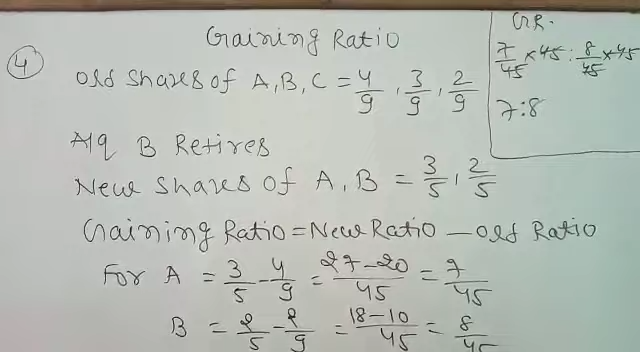 Gaining Ratio
④
Old Shares of A, B, C = 4/9, 3/9, 2/9
A/q B Retires
New Shares of A, B = 3/5, 2/5
Gaining Ratio = New Ratio - Old Ratio
For A = 3/5 - 4/9 = 27-20/45 = 7/45
B = 2/5 - 2/9 = 18-10/45 = 8/45
G.R.
7/45 × 45 : 8/45 × 45
7:8